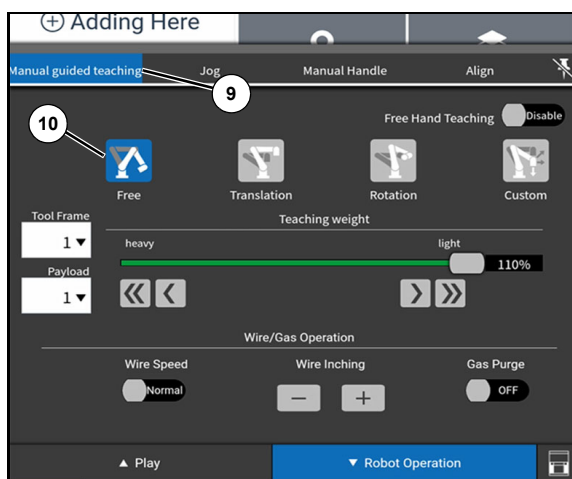 Adding Here
Manual guided teaching
Jog
Manual Handle
Align
9
10
Free Hand Teaching
Disable
Free
Translation
Rotation
Custom
Tool Frame
1
Teaching weight
heavy
light
110%
Payload
1
Wire/Gas Operation
Wire Speed
Wire Inching
Gas Purge
Normal
− +
OFF
▲ Play
▼ Robot Operation